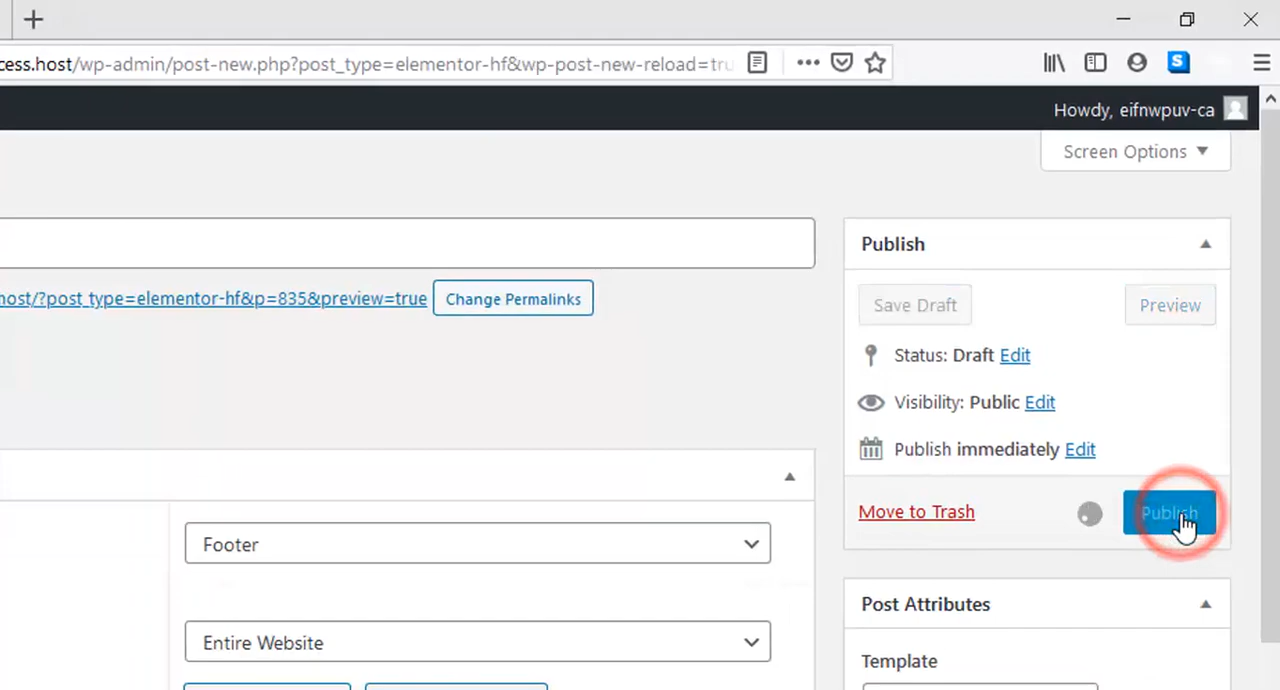 cess.host/wp-admin/post-new.php?post_type=elementor-hf&wp-post-new-reload=tru
S
Howdy, eifnwpuv-ca
Screen Options
Publish
Save Draft
Preview
nost/?post_type=elementor-hf&p=835&preview=true
Change Permalinks
Status: Draft Edit
Visibility: Public Edit
Publish immediately Edit
Move to Trash
Publish
Footer
Post Attributes
Entire Website
Template